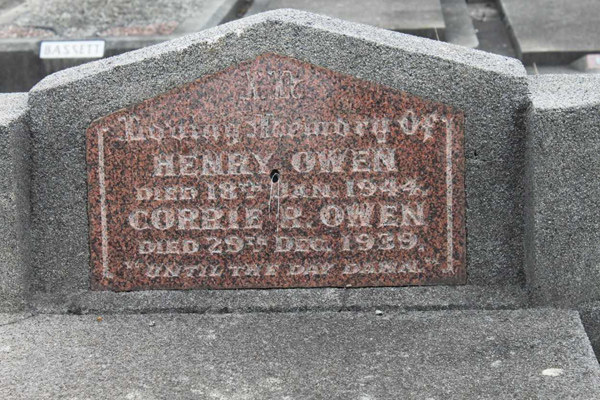 BASSETT
IN
Loving Memory Of
HENRY OWEN
DIED 18TH JAN. 1944.
CORRIE R. OWEN
DIED 29TH DEC. 1939.
"UNTIL THE DAY DAWN."